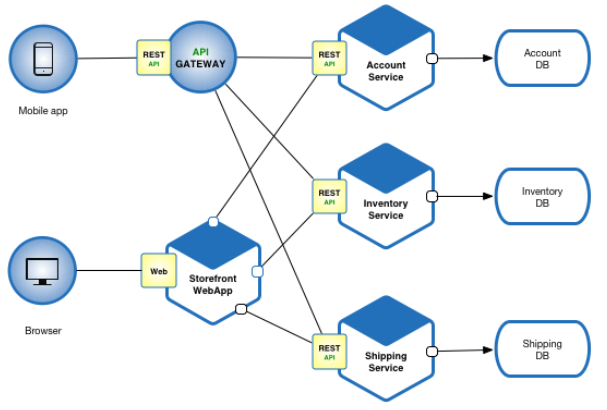 Mobile app
REST
API
API
GATEWAY
REST
API
Account
Service
Account
DB
REST
API
Inventory
Service
Inventory
DB
Browser
Web
Storefront
WebApp
REST
API
Shipping
Service
Shipping
DB